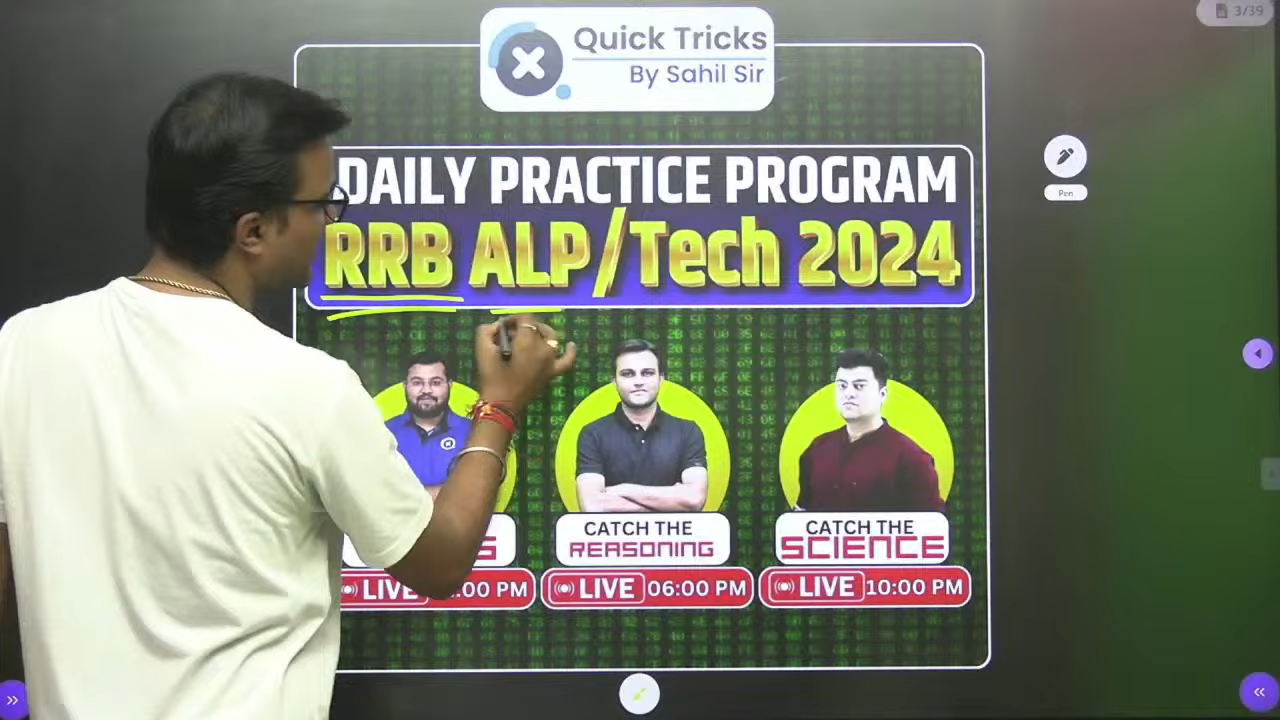 3/39
Quick Tricks
By Sahil Sir
DAILY PRACTICE PROGRAM
RRB ALP/Tech 2024
Pen
CATCH THE
REASONING
CATCH THE
SCIENCE
LIVE
LIVE 06:00 PM
LIVE 10:00 PM